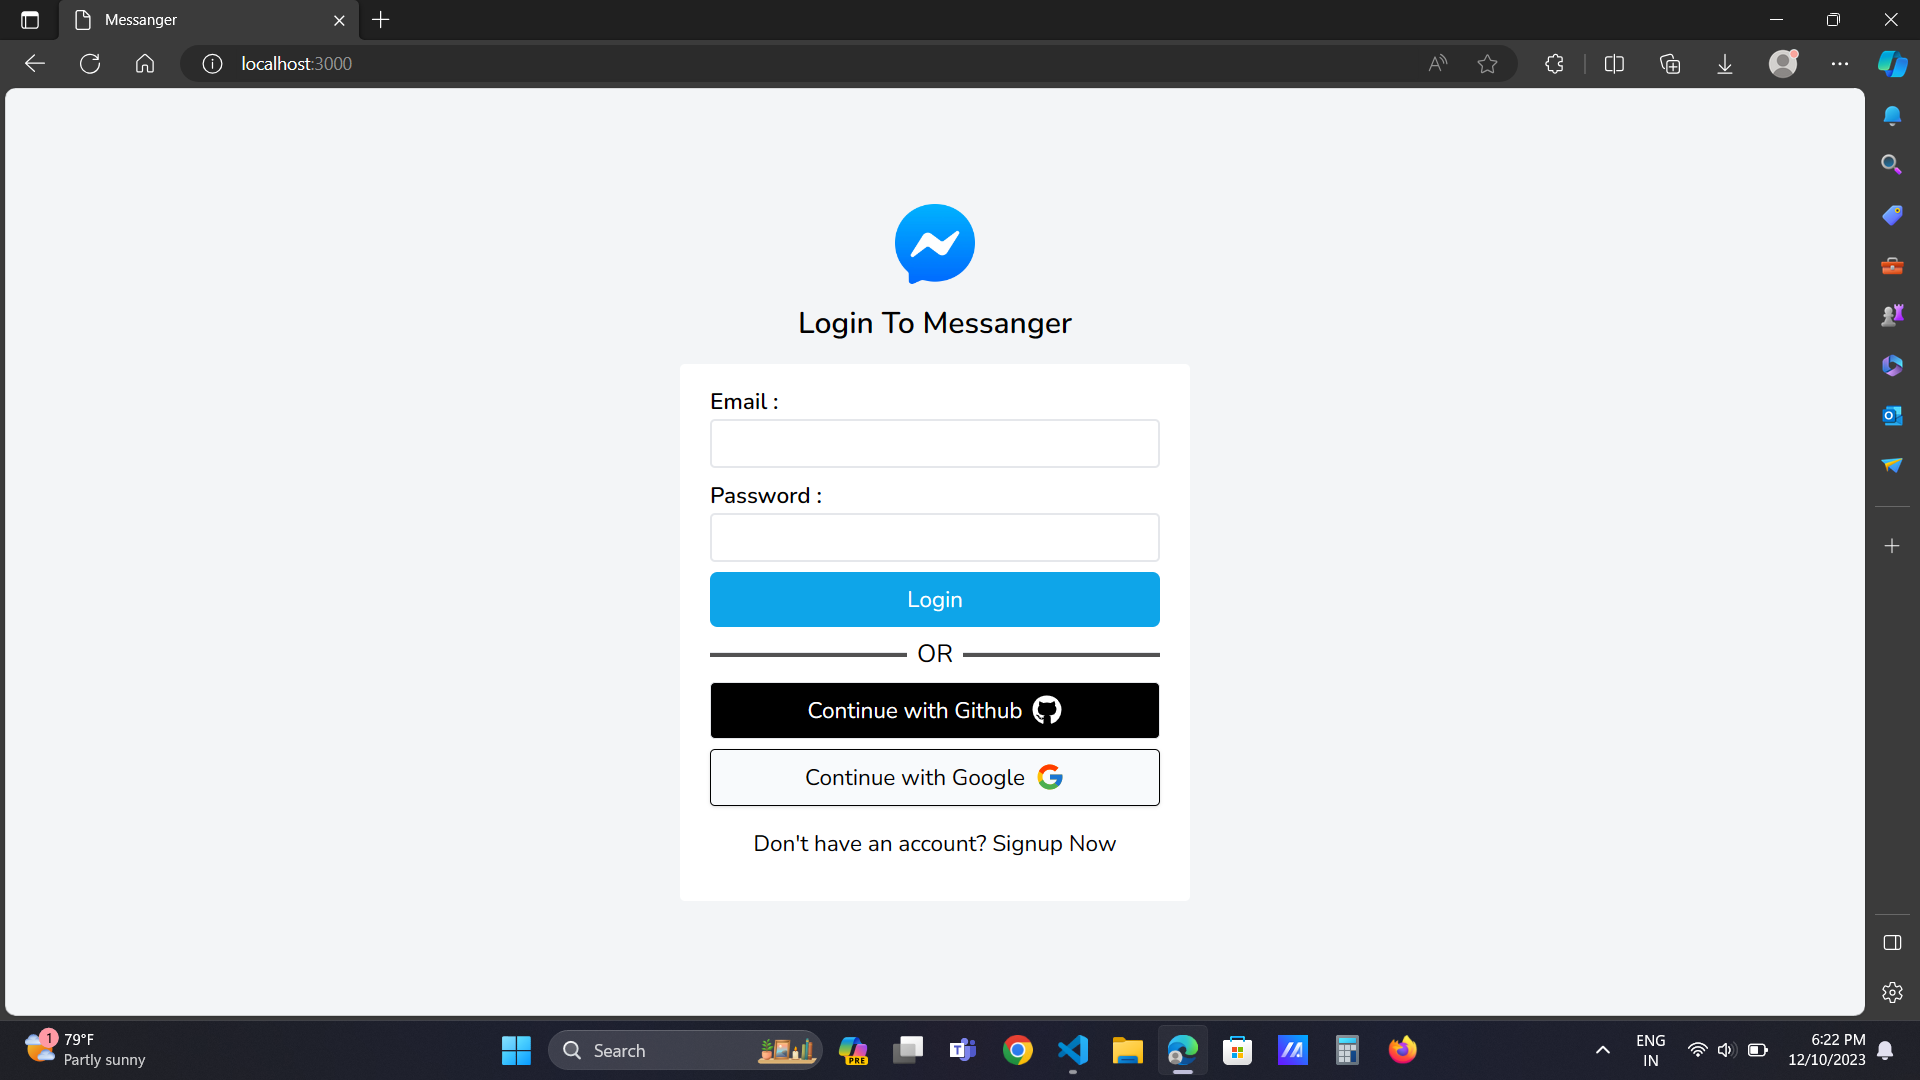 Messanger
localhost:3000
Login To Messanger
Email :
Password :
Login
OR
Continue with Github
Continue with Google
Don't have an account? Signup Now
1
79°F
Partly sunny
Search
PRE
ENG
IN
6:22 PM
12/10/2023